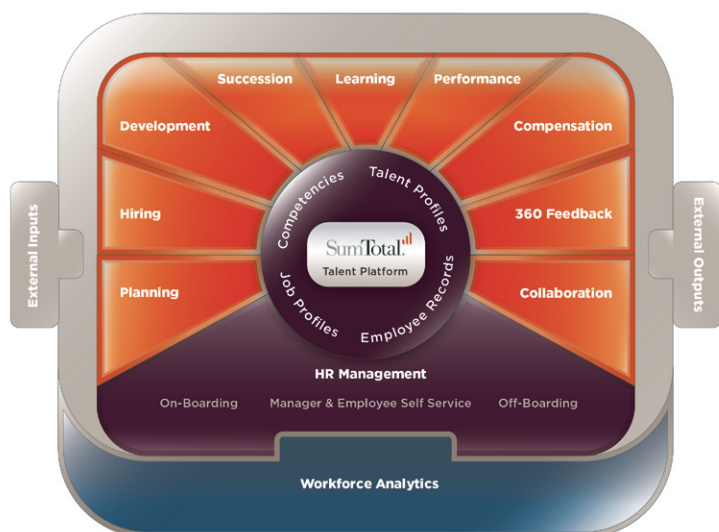 Succession
Learning
Performance
Development
Compensation
Hiring
360 Feedback
Planning
Collaboration
External Inputs
External Outputs
Competencies
Talent Profiles
SumTotal.
Talent Platform
Job Profiles
Employee Records
HR Management
On-Boarding
Manager & Employee Self Service
Off-Boarding
Workforce Analytics